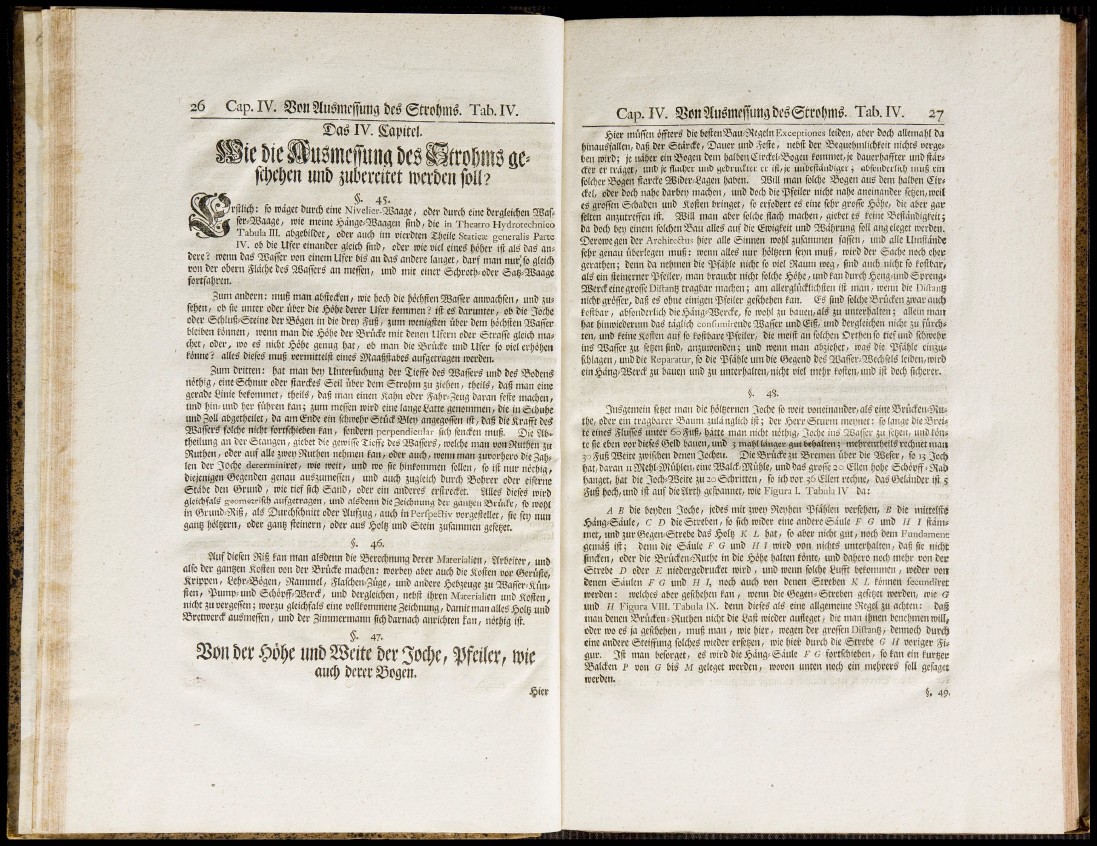 26 Cap. IV. Von Ausmessung des Strohms. Tab. IV.
Das IV. Capitel.
Wie die Ausmessung des Strohms ge-
schehen und zubereitet werden soll?
§. 45.
Erstlich: so wäget durch eine Nivelier-Waage, oder durch eine dergleichen Was-
ser-Waage, wie meine Hänge-Waagen sind, die in Theatro Hydrotechnico
Tabula III. abgebildet, oder auch im vierdten Theile Staticæ generalis Parte
IV. ob die Ufer einander gleich sind, oder wie viel eines höher ist als das an-
dere? wenn das Wasser von einem Ufer bis an das andere langet, darf man nur so gleich
von der obern Fläche des Wassers an messen, und mit einer Schroth- oder Satz-Waage
fortfahren.
Zum andern: muß man abstecken, wie hoch die höchsten Wasser anwachsen, und zu-
sehen, ob sie unter oder über die Höhe derer Ufer kommen? ist es darunter, ob die Joche
oder Schluß-Steine der Bögen in die drey Fuß, zum wenigsten über dem höchsten Wasser
bleiben können, wenn man die Höhe der Brücke mit denen Ufern oder Strasse gleich ma-
chet, oder, wo es nicht Höhe genug hat, ob man die Brücke und Ufer so viel erhöhen
könne? alles dieses muß vermittelst eines Maaßstabes aufgetragen werden.
Zum dritten: hat man bey Untersuchung der Tieffe des Wassers und des Bodens
nöthig, eine Schnur oder starckes Seil über dem Strohm zu ziehen, theils, daß man eine
gerade Linie bekommet, theils, daß man einen Kahn oder Fahr-Zeug daran feste machen,
und hin- und her führen kan; zum messen wird eine lange Latte genommen, die in Schuhe
und Zoll abgetheilet, da am Ende ein schwehr Stück Bley angegossen ist, daß die Krafft des
Wassers solche nicht fortschieben kan, sondern perpendicular sich sencken muß. Die Ab-
theilung an der Stangen, giebet die gewisse Tieffe des Wassers, welche man von Ruthen zu
Ruthen, oder auf alle zwey Ruthen nehmen kan, oder auch, wenn man zuvorhero die Zah-
len der Joche determiniret, wie weit, und wo sie hinkommen sollen, so ist nur nöthig,
diejenigen Gegenden genau auszumessen, und auch zugleich durch Bohrer oder eiserne
Stäbe den Grund, wie tief sich Sand, oder ein anderes erstrecket. Alles dieses wird
gleichfals geometrisch aufgetragen, und alsdenn die Zeichnung der gantzen Brücke, so wohl
in Grund-Riß, als Durchschnitt oder Aufzug, auch in Perspectiv vorgestellet, sie sey nun
gantz höltzern, oder gantz steinern, oder aus Holtz und Stein zusammen gesetzet.
§. 46.
Auf diesen Riß kan man alsdenn die Berechnung derer Materialien, Arbeiter, und
also der gantzen Kosten von der Brücke machen: worbey aber auch die Kosten vor Gerüste,
Krippen, Lehr-Bögen, Rammel, Flaschen-Züge, und andere Hebzeuge zu Wasser-Kün-
sten, Pump- und Schöpff-Werck, und dergleichen, nebst ihren Materialien und Kosten,
nicht zu vergessen; worzu gleichfals eine vollkommene Zeichnung, damit man alles Holtz und
Bretwerck ausmessen, und der Zimmermann sich darnach anrichten kan, nöthig ist.
§. 47.
Von der Höhe und Weite der Joche, Pfeiler, wie
auch derer Bogen.
Hier
Cap. IV. Von Ausmessung des Strohms. Tab. IV. 27
Hier müssen öffters die besten Bau-Regeln Exceptiones leiden, aber doch allemahl da
hinausfallen, daß der Stärcke, Dauer und Feste, nebst der Bequehmlichkeit nichts verge-
ben wird; je näher ein Bogen dem halben Circkel-Bogen kommet, je dauerhaffter und stär-
cker er träget, und je flacher und gedruckter er ist, je unbeständiger; absonderlich muß ein
solcher Bogen starcke Wider-Lagen haben. Will man solche Bogen aus dem halben Cir-
ckel, oder doch nahe darbey machen, und doch die Pfeiler nicht nahe aneinander setzen, weil
es grossen Schaden und Kosten bringet, so erfodert es eine sehr grosse Höhe, die aber gar
selten anzutreffen ist. Will man aber solche flach machen, giebet es keine Beständigkeit;
da doch bey einem solchen Bau alles auf die Ewigkeit und Währung soll angeleget werden.
Derowegen der Architectus hier alle Sinnen wohl zusammen fassen, und alle Umstände
sehr genau überlegen muß: wenn alles nur höltzern seyn muß, wird der Sache noch eher
gerathen; denn da nehmen die Pfähle nicht so viel Raum weg, sind auch nicht so kostbar,
als ein steinerner Pfeiler, man braucht nicht solche Höhe, und kan durch Heng- und Spreng-
Werck eine grosse Distantz tragbar machen; am allerglücklichsten ist man, wenn die Distantz
nicht grösser, daß es ohne einigen Pfeiler geschehen kan. Es sind solche Brücken zwar auch
kostbar, absonderlich die Häng-Wercke, so wohl zu bauen, als zu unterhalten; allein man
hat hinwiederum das täglich consumirende Wasser und Eiß, und dergleichen nicht zu fürch-
ten, und keine Kosten auf so kostbare Pfeiler, die meist an solchen Orthen so tief und schwehr
ins Wasser zu setzen sind, anzuwenden; und wenn man abziehet, was die Pfähle einzu-
schlagen, und die Reparatur, so die Pfähle um die Gegend des Wasser-Wechsels leiden, wird
ein Häng-Werck zu bauen und zu unterhalten, nicht viel mehr kosten, und ist doch sicherer.
§. 48.
Insgemein setzet man die höltzernen Joche so weit voneinander, als eine Brücken-Ru-
the, oder ein tragbarer Baum zulänglich ist; der Herr Sturm meynet: so lange die Brei-
te eines Flusses unter 60 Fuß, hätte man nicht nöthig, Joche ins Wasser zu setzen, und kön-
te sie eben vor dieses Geld bauen, und 3 mahl länger gut behalten; mehrentheils rechnet man
30 Fuß Weite zwischen denen Jochen. Die Brücke zu Bremen über die Weser, so 13 Joch
hat, daran 11 Mehl-Mühlen, eine Walck-Mühle, und das grosse 20 Ellen hohe Schöpff-Rad
hanget, hat die Joch-Weite zu 20 Schritten, so ich vor 36 Ellen rechne, das Geländer ist 5
Fuß hoch, und ist auf die Arth gespannet, wie Figura I. Tabula IV da:
A B die beyden Joche, jedes mit zwey Reyhen Pfählen versehen, B die mittelste
Häng-Säule, C D die Streben, so sich wider eine andere Säule F G und H I stäm-
met, und zur Gegen-Strebe das Holtz K L hat, so aber nicht gut, noch dem Fundament
gemäß ist; denn die Säule F G und H I wird von nichts unterhalten, daß sie nicht
sincken, oder die Brücken-Ruthe in die Höhe halten könte, und dahero noch mehr von der
Strebe D oder E niedergedrucket wird, und wenn solche Lufft bekommen, weder von
denen Säulen F G und H I, noch auch von denen Streben K L können secundiret
werden: welches aber geschehen kan, wenn die Gegen-Streben gesetzet werden, wie G
und H Figura VIII. Tabula IX. denn dieses als eine allgemeine Regel zu achten: daß
man denen Brücken-Ruthen nicht die Last wieder aufleget, die man ihnen benehmen will,
oder wo es ja geschehen, muß man, wie hier, wegen der grossen Distantz, dennoch durch
eine andere Steiffung solches wieder ersetzen, wie hier durch die Strebe G H voriger Fi-
gur. Ist man besorget, es wird die Häng-Säule F G fortschieben, so kan ein kurtzer
Balcken P von G bis M geleget werden, wovon unten noch ein mehrers soll gesaget
werden.
§. 49.